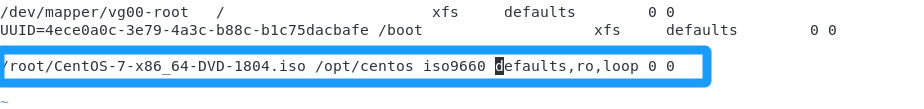 /dev/mapper/vg00-root / xfs defaults 0 0
UUID=4ece0a0c-3e79-4a3c-b88c-b1c75dacbafe /boot xfs defaults 0 0
/root/CentOS-7-x86_64-DVD-1804.iso /opt/centos iso9660 defaults,ro,loop 0 0
~